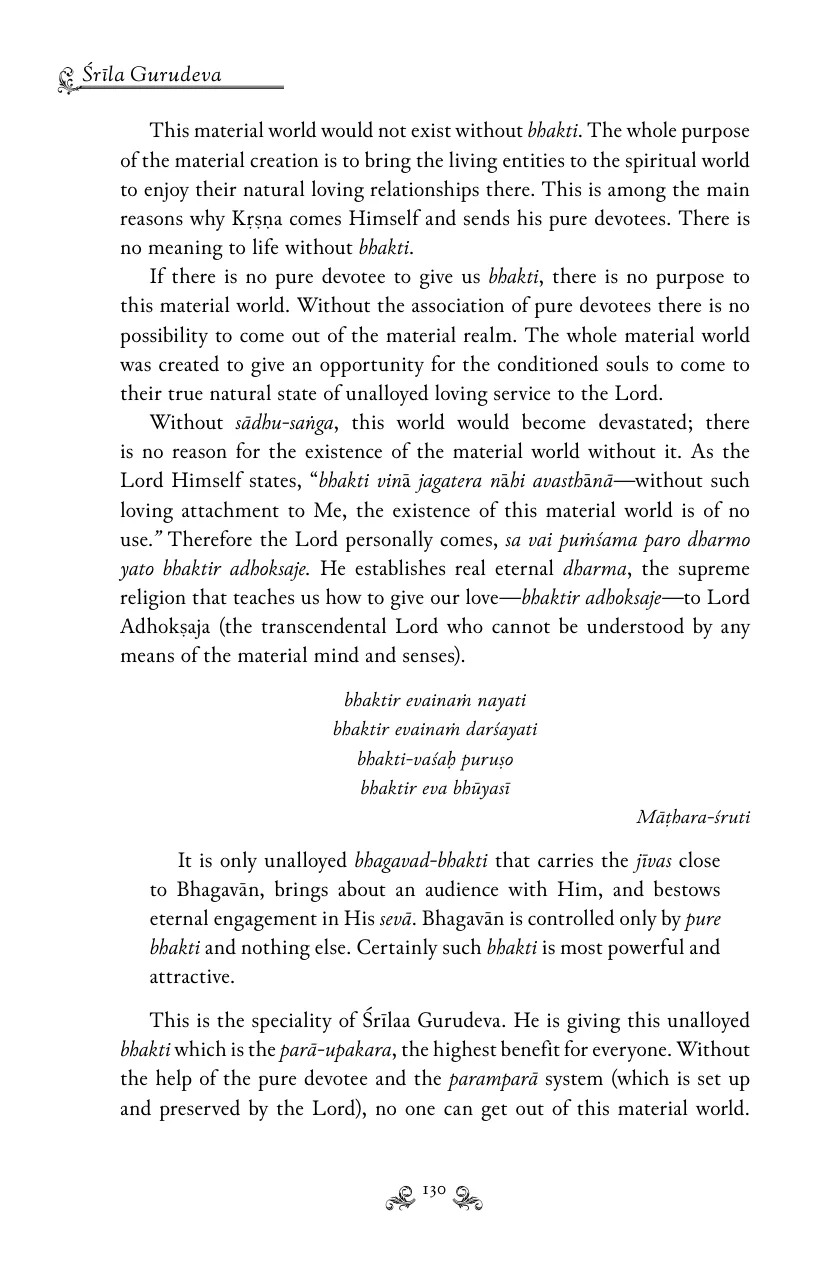 Śrīla Gurudeva
This material world would not exist without bhakti. The whole purpose
of the material creation is to bring the living entities to the spiritual world
to enjoy their natural loving relationships there. This is among the main
reasons why Kṛṣṇa comes Himself and sends his pure devotees. There is
no meaning to life without bhakti.
If there is no pure devotee to give us bhakti, there is no purpose to
this material world. Without the association of pure devotees there is no
possibility to come out of the material realm. The whole material world
was created to give an opportunity for the conditioned souls to come to
their true natural state of unalloyed loving service to the Lord.
Without sādhu-saṅga, this world would become devastated; there
is no reason for the existence of the material world without it. As the
Lord Himself states, “bhakti vinā jagatera nāhi avasthānā—without such
loving attachment to Me, the existence of this material world is of no
use.” Therefore the Lord personally comes, sa vai puṁśama paro dharmo
yato bhaktir adhoksaje. He establishes real eternal dharma, the supreme
religion that teaches us how to give our love—bhaktir adhoksaje—to Lord
Adhokṣaja (the transcendental Lord who cannot be understood by any
means of the material mind and senses).
bhaktir evainaṁ nayati
bhaktir evainaṁ darśayati
bhakti-vaśaḥ puruṣo
bhaktir eva bhūyasī
Māṭhara-śruti
It is only unalloyed bhagavad-bhakti that carries the jīvas close
to Bhagavān, brings about an audience with Him, and bestows
eternal engagement in His sevā. Bhagavān is controlled only by pure
bhakti and nothing else. Certainly such bhakti is most powerful and
attractive.
This is the speciality of Śrīlaa Gurudeva. He is giving this unalloyed
bhakti which is the parā-upakara, the highest benefit for everyone. Without
the help of the pure devotee and the paramparā system (which is set up
and preserved by the Lord), no one can get out of this material world.
130